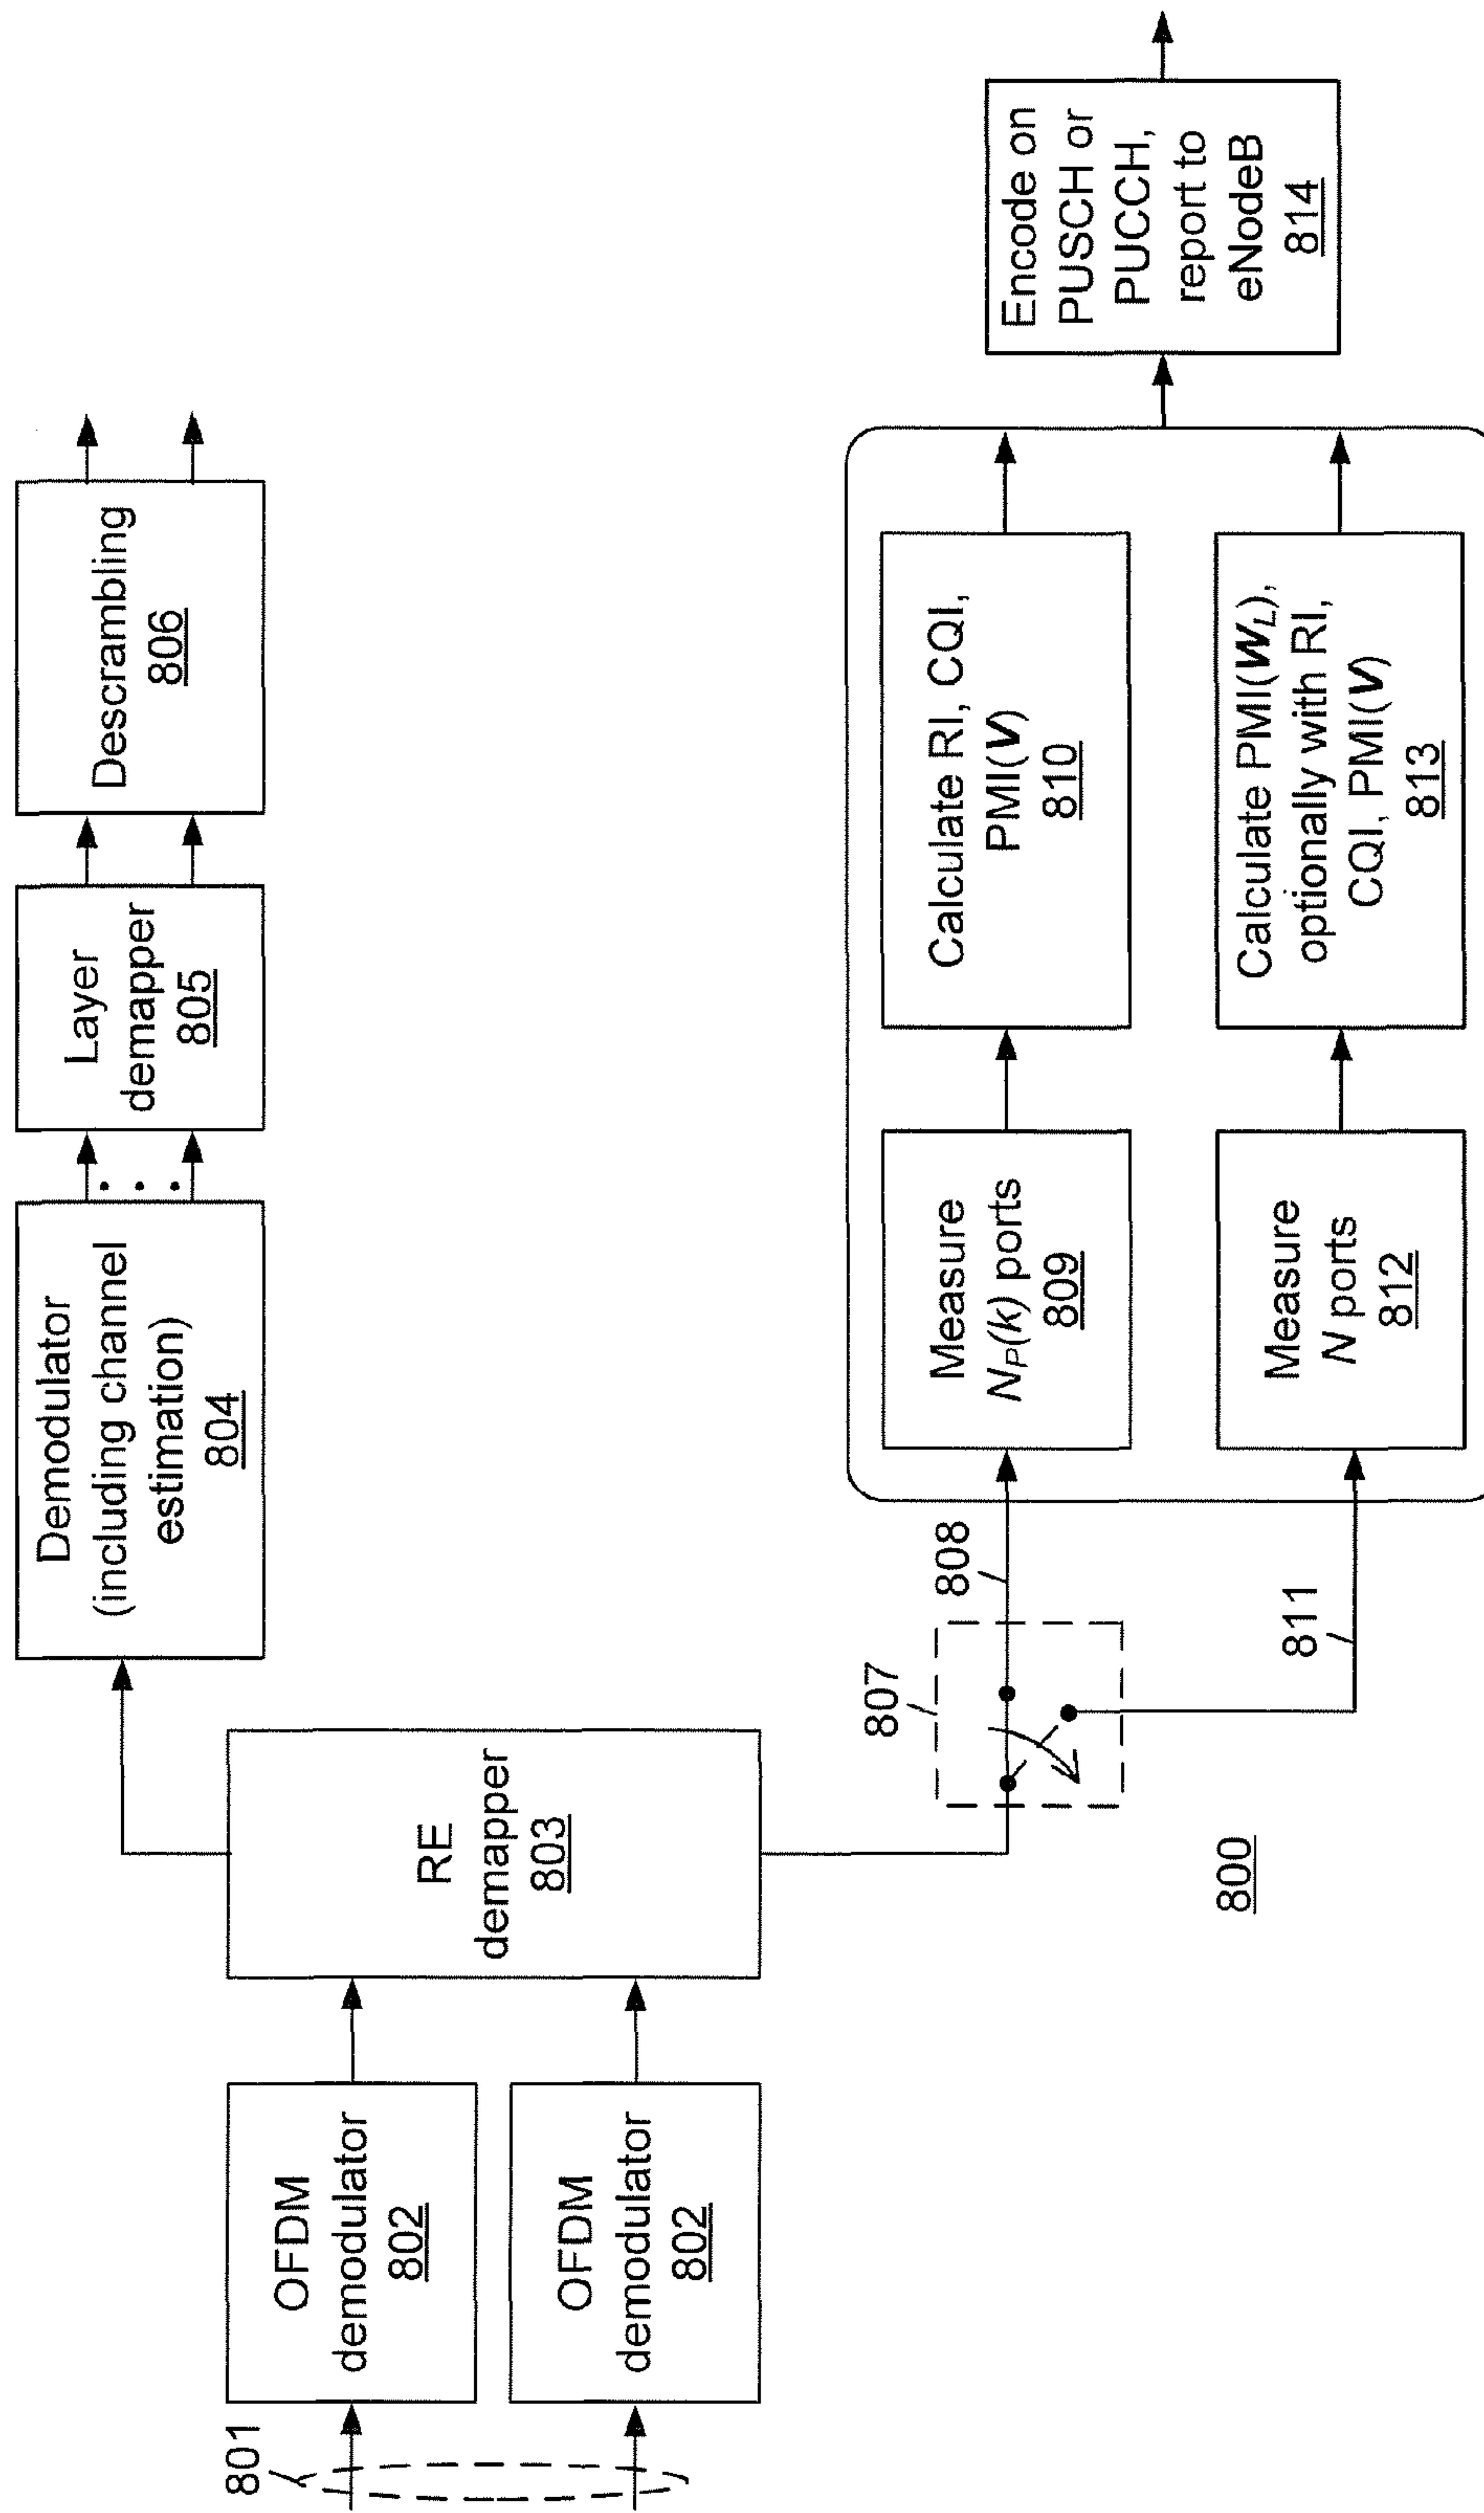 801
OFDM
demodulator
802
OFDM
demodulator
802
RE
demapper
803
Demodulator
(including channel
estimation)
804
Layer
demapper
805
Descrambling
806
807
808
811
Measure
N_P(k) ports
809
Calculate RI, CQI,
PMI(V)
810
Measure
N ports
812
Calculate PMI(W_L),
optionally with RI,
CQI, PMI(V)
813
Encode on
PUSCH or
PUCCH,
report to
eNodeB
814
800